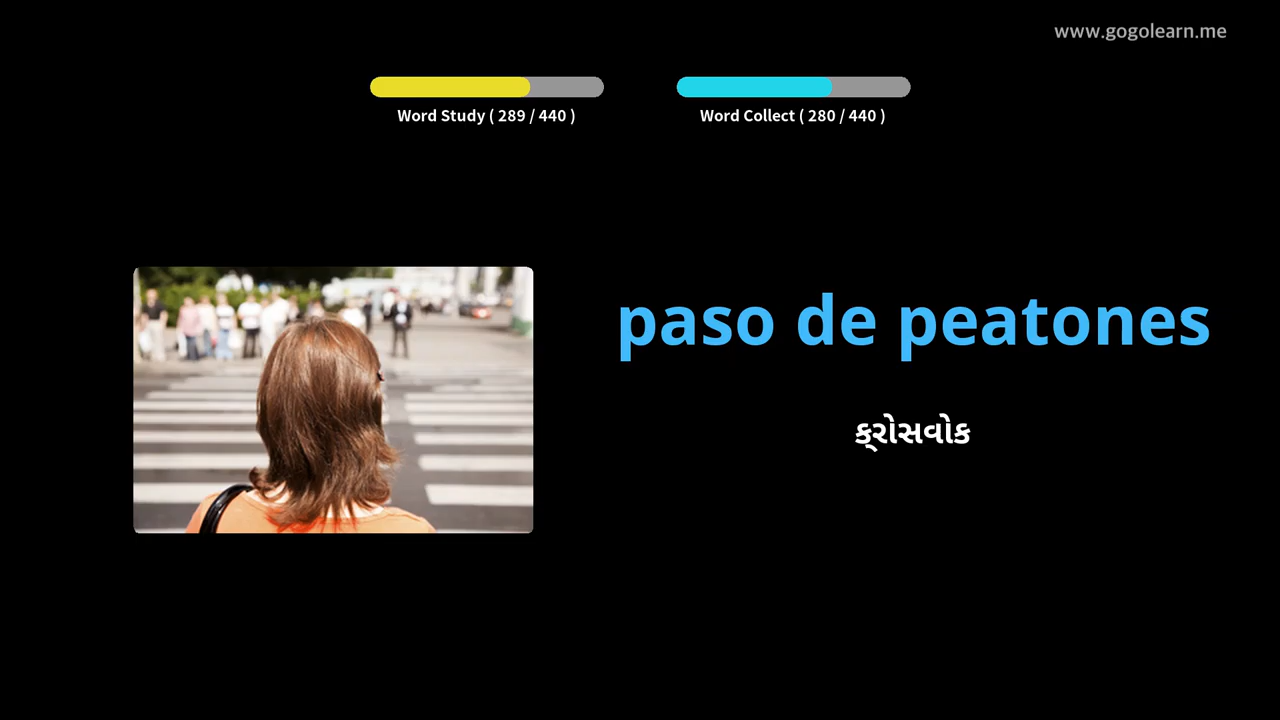 www.gogolearn.me
Word Study ( 289 / 440 )
Word Collect ( 280 / 440 )
paso de peatones
ક્રોસવોક